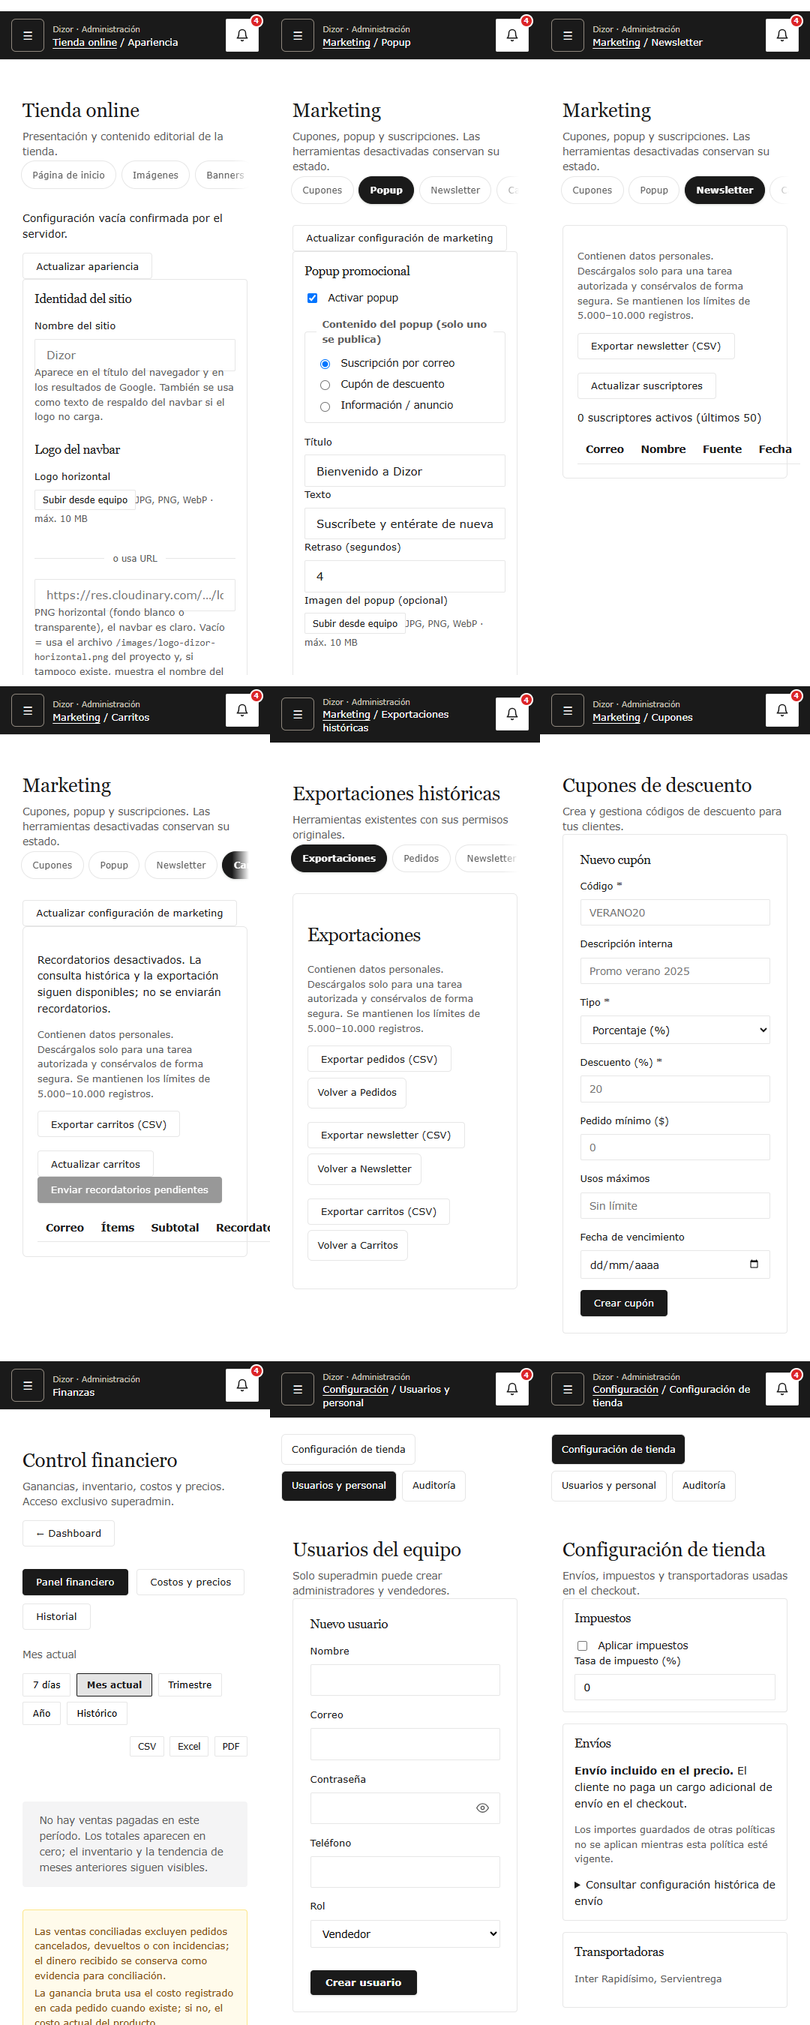 ☰
Dizor · Administración
Tienda online / Apariencia
4
Tienda online
Presentación y contenido editorial de la
tienda.
Página de inicio
Imágenes
Banners
Configuración vacía confirmada por el
servidor.
Actualizar apariencia
Identidad del sitio
Nombre del sitio
Dizor
Aparece en el título del navegador y en
los resultados de Google. También se usa
como texto de respaldo del navbar si el
logo no carga.
Logo del navbar
Logo horizontal
Subir desde equipo JPG, PNG, WebP ·
máx. 10 MB
o usa URL
https://res.cloudinary.com/.../lo
PNG horizontal (fondo blanco o
transparente), el navbar es claro. Vacío
= usa el archivo /images/logo-dizor-
horizontal.png del proyecto y, si
tampoco existe, muestra el nombre del
☰
Dizor · Administración
Marketing / Popup
4
Marketing
Cupones, popup y suscripciones. Las
herramientas desactivadas conservan su
estado.
Cupones
Popup
Newsletter
Ca
Actualizar configuración de marketing
Popup promocional
Activar popup
Contenido del popup (solo uno
se publica)
Suscripción por correo
Cupón de descuento
Información / anuncio
Título
Bienvenido a Dizor
Texto
Suscríbete y entérate de nueva
Retraso (segundos)
4
Imagen del popup (opcional)
Subir desde equipo JPG, PNG, WebP ·
máx. 10 MB
☰
Dizor · Administración
Marketing / Newsletter
4
Marketing
Cupones, popup y suscripciones. Las
herramientas desactivadas conservan su
estado.
Cupones
Popup
Newsletter
C
Contienen datos personales.
Descárgalos solo para una tarea
autorizada y consérvalos de forma
segura. Se mantienen los límites de
5.000–10.000 registros.
Exportar newsletter (CSV)
Actualizar suscriptores
0 suscriptores activos (últimos 50)
Correo Nombre Fuente Fecha
☰
Dizor · Administración
Marketing / Carritos
4
Marketing
Cupones, popup y suscripciones. Las
herramientas desactivadas conservan su
estado.
Cupones
Popup
Newsletter
Ca
Actualizar configuración de marketing
Recordatorios desactivados. La
consulta histórica y la exportación
siguen disponibles; no se enviarán
recordatorios.
Contienen datos personales.
Descárgalos solo para una tarea
autorizada y consérvalos de forma
segura. Se mantienen los límites de
5.000–10.000 registros.
Exportar carritos (CSV)
Actualizar carritos
Enviar recordatorios pendientes
Correo Ítems Subtotal Recordato
☰
Dizor · Administración
Marketing / Exportaciones
históricas
4
Exportaciones históricas
Herramientas existentes con sus permisos
originales.
Exportaciones
Pedidos
Newsletter
Exportaciones
Contienen datos personales.
Descárgalos solo para una tarea
autorizada y consérvalos de forma
segura. Se mantienen los límites de
5.000–10.000 registros.
Exportar pedidos (CSV)
Volver a Pedidos
Exportar newsletter (CSV)
Volver a Newsletter
Exportar carritos (CSV)
Volver a Carritos
☰
Dizor · Administración
Marketing / Cupones
4
Cupones de descuento
Crea y gestiona códigos de descuento para
tus clientes.
Nuevo cupón
Código *
VERANO20
Descripción interna
Promo verano 2025
Tipo *
Porcentaje (%)
Descuento (%) *
20
Pedido mínimo ($)
0
Usos máximos
Sin límite
Fecha de vencimiento
dd/mm/aaaa
Crear cupón
☰
Dizor · Administración
Finanzas
4
Control financiero
Ganancias, inventario, costos y precios.
Acceso exclusivo superadmin.
← Dashboard
Panel financiero
Costos y precios
Historial
Mes actual
7 días
Mes actual
Trimestre
Año
Histórico
CSV
Excel
PDF
No hay ventas pagadas en este
período. Los totales aparecen en
cero; el inventario y la tendencia de
meses anteriores siguen visibles.
Las ventas conciliadas excluyen pedidos
cancelados, devueltos o con incidencias;
el dinero recibido se conserva como
evidencia para conciliación.
La ganancia bruta usa el costo registrado
en cada pedido cuando existe; si no, el
costo actual del producto.
☰
Dizor · Administración
Configuración / Usuarios y
personal
4
Configuración de tienda
Usuarios y personal
Auditoría
Usuarios del equipo
Solo superadmin puede crear
administradores y vendedores.
Nuevo usuario
Nombre
Correo
Contraseña
Teléfono
Rol
Vendedor
Crear usuario
☰
Dizor · Administración
Configuración / Configuración de
tienda
4
Configuración de tienda
Usuarios y personal
Auditoría
Configuración de tienda
Envíos, impuestos y transportadoras usadas
en el checkout.
Impuestos
Aplicar impuestos
Tasa de impuesto (%)
0
Envíos
Envío incluido en el precio. El
cliente no paga un cargo adicional de
envío en el checkout.
Los importes guardados de otras políticas
no se aplican mientras esta política esté
vigente.
▶ Consultar configuración histórica de
envío
Transportadoras
Inter Rapidísimo, Servientrega